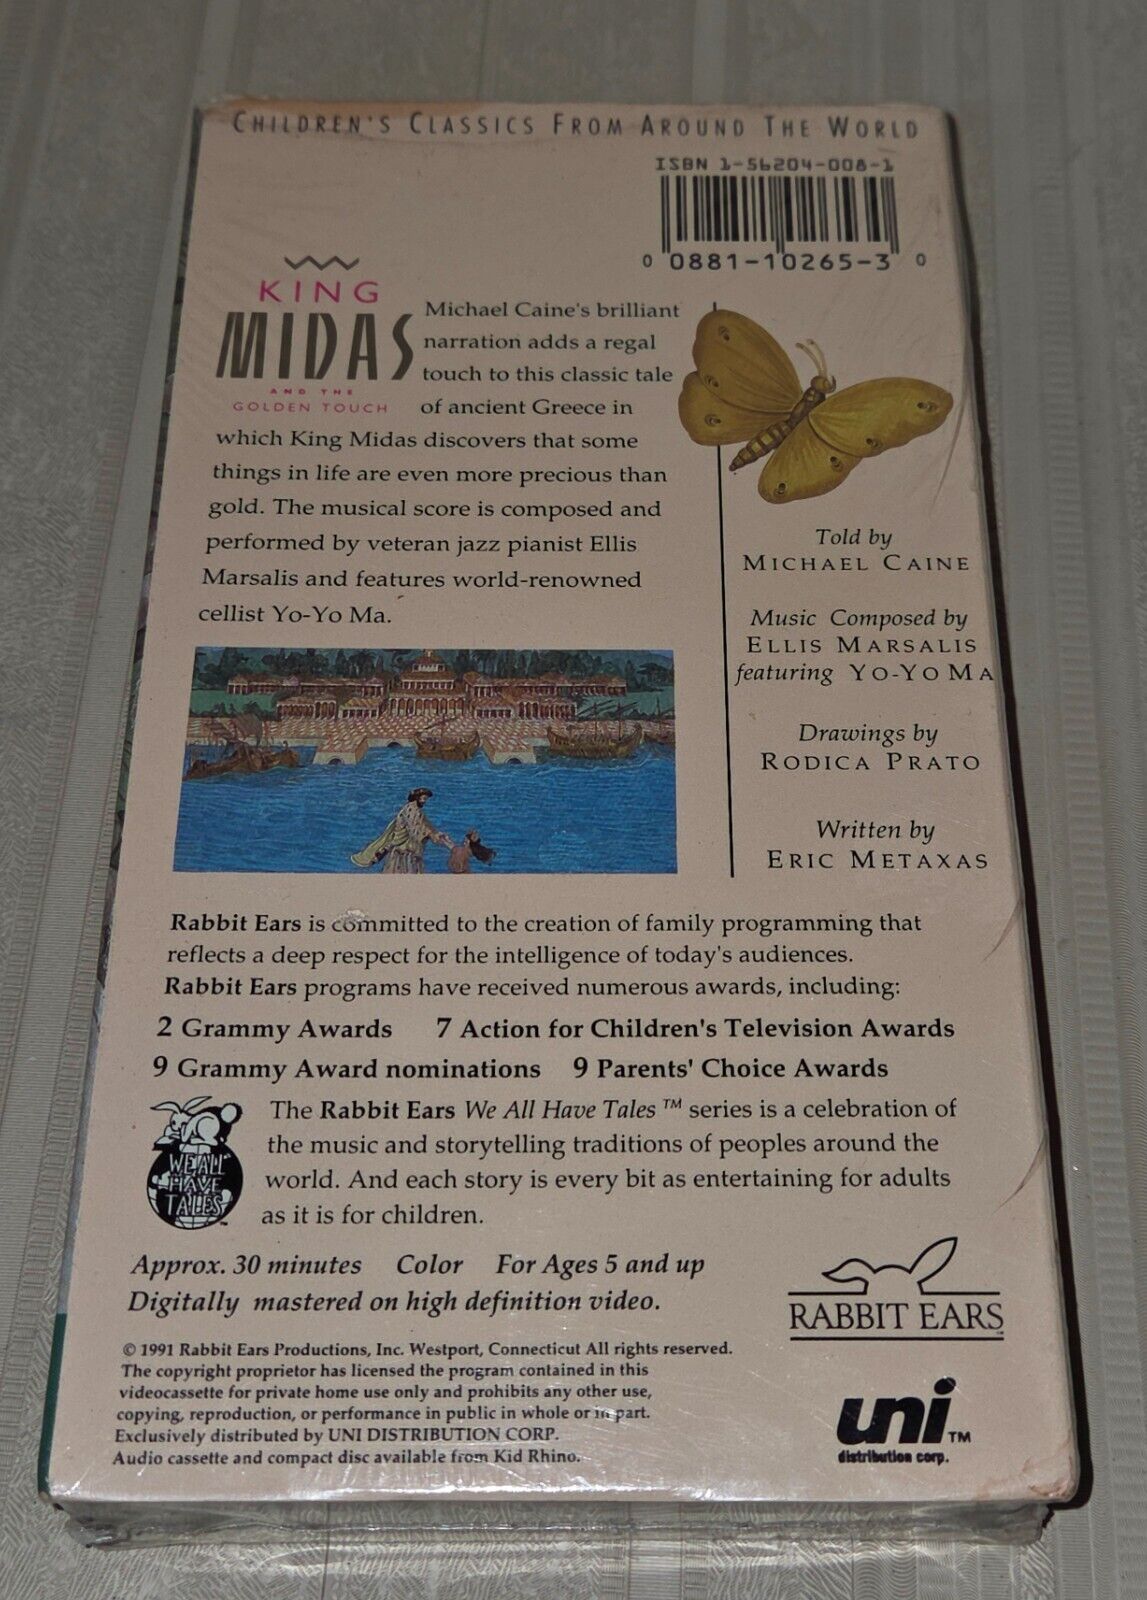 CHILDREN'S CLASSICS FROM AROUND THE WORLD
ISBN 1-56204-008-1
0 0881-10265-3 0
KING
MIDAS
AND THE
GOLDEN TOUCH
Michael Caine's brilliant
narration adds a regal
touch to this classic tale
of ancient Greece in
which King Midas discovers that some
things in life are even more precious than
gold. The musical score is composed and
performed by veteran jazz pianist Ellis
Marsalis and features world-renowned
cellist Yo-Yo Ma.
Told by
MICHAEL CAINE
Music Composed by
ELLIS MARSALIS
featuring YO-YO MA
Drawings by
RODICA PRATO
Written by
ERIC METAXAS
Rabbit Ears is committed to the creation of family programming that
reflects a deep respect for the intelligence of today's audiences.
Rabbit Ears programs have received numerous awards, including:
2 Grammy Awards 7 Action for Children's Television Awards
9 Grammy Award nominations 9 Parents' Choice Awards
WE ALL
HAVE
TALES™
The Rabbit Ears We All Have Tales ™ series is a celebration of
the music and storytelling traditions of peoples around the
world. And each story is every bit as entertaining for adults
as it is for children.
Approx. 30 minutes Color For Ages 5 and up
Digitally mastered on high definition video.
RABBIT EARS™
© 1991 Rabbit Ears Productions, Inc. Westport, Connecticut All rights reserved.
The copyright proprietor has licensed the program contained in this
videocassette for private home use only and prohibits any other use,
copying, reproduction, or performance in public in whole or in part.
Exclusively distributed by UNI DISTRIBUTION CORP.
Audio cassette and compact disc available from Kid Rhino.
uni™
distribution corp.